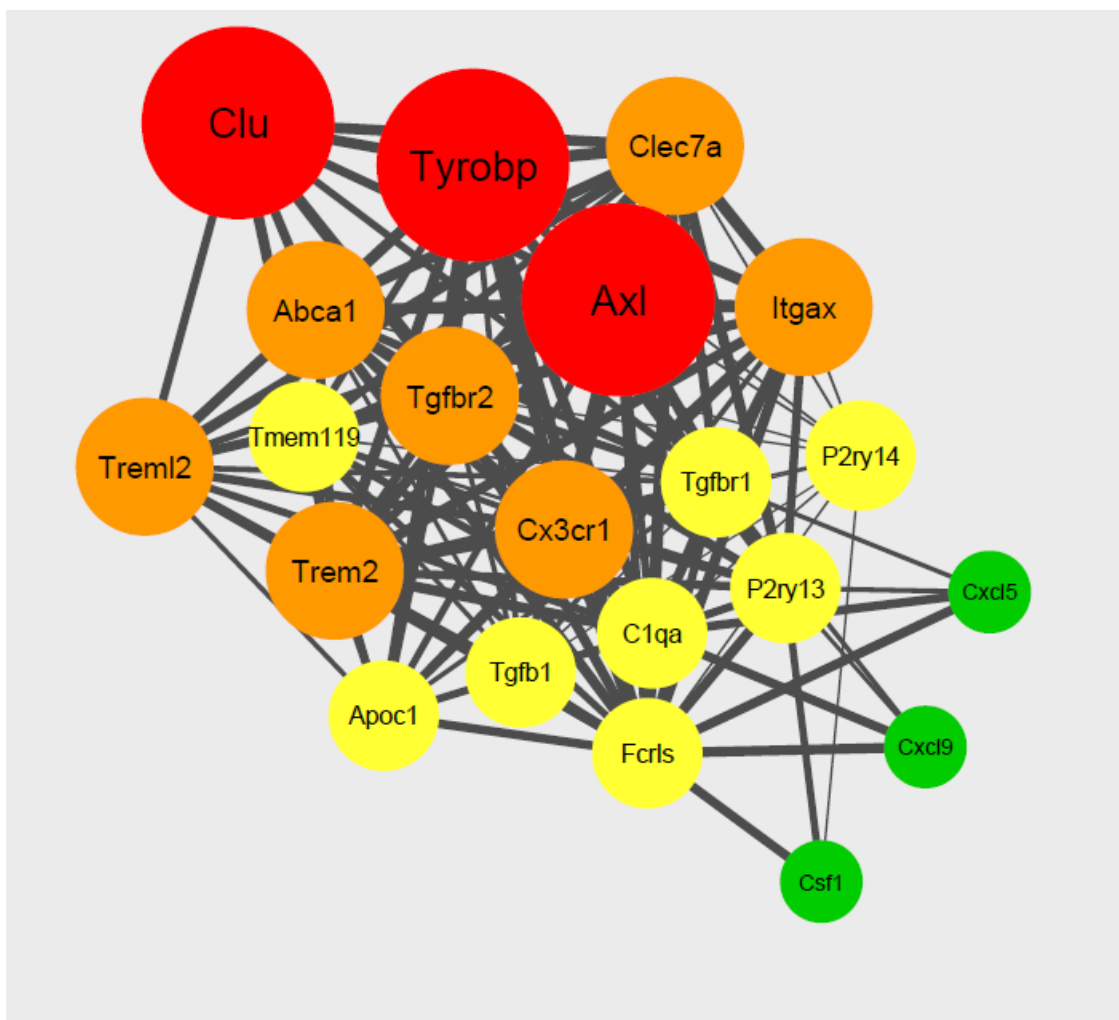 Clu
Tyrobp
Clec7a
Axl
Itgax
Abca1
Tgfbr2
Tmem119
Treml2
Tgfbr1
P2ry14
Cx3cr1
Trem2
P2ry13
Cxcl5
C1qa
Tgfb1
Apoc1
Fcrls
Cxcl9
Csf1